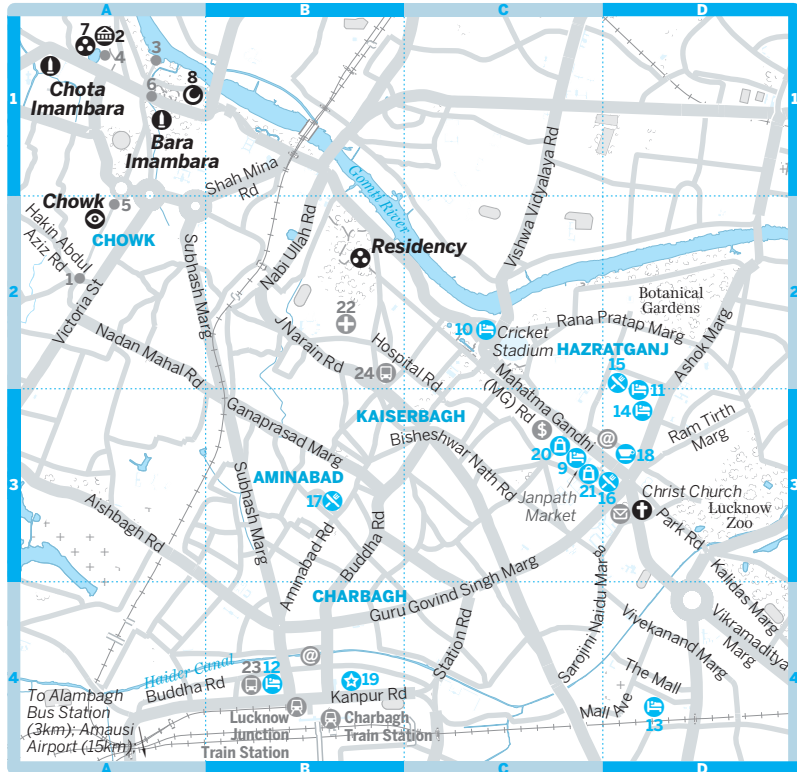 A
B
C
D
1
2
3
4
7
2
4
3
6
8
Chota
Imambara
Bara
Imambara
Shah Mina
Rd
Gomti River
Vishwa Vidyalaya Rd
Chowk
5
CHOWK
Hakin Abdul
Aziz Rd
1
Victoria St
Subhash Marg
Nabi Ullah Rd
Residency
22
J Narain Rd
24
Hospital Rd
10
Cricket
Stadium
Botanical
Gardens
Rana Pratap Marg
HAZRATGANJ
Ashok Marg
15
11
14
Nadan Mahal Rd
Mahatma Gandhi
(MG) Rd
Ganaprasad Marg
KAISERBAGH
Bisheshwar Nath Rd
$
@
Ram Tirth
Marg
20
9
18
21
16
Janpath
Market
Christ Church
Lucknow
Zoo
Park Rd
AMINABAD
17
Subhash Marg
Aishbagh Rd
Aminabad Rd
Buddha Rd
CHARBAGH
Guru Govind Singh Marg
Station Rd
Sarojimi Naidu Mar 8
Kalidas Marg
Vikramaditya
Marg
Vivekanand Marg
The Mall
Mall Ave
13
Haider Canal
@
23
12
Buddha Rd
19
Kanpur Rd
To Alambagh
Bus Station
(3km); Amausi
Airport (15km);
Lucknow
Junction
Train Station
Charbagh
Train Station
1
2
3
4
A
B
C
D